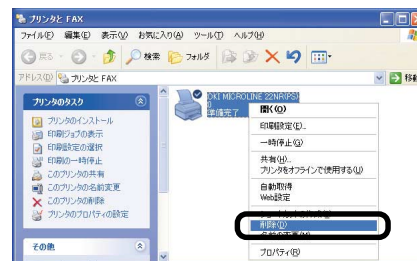 プリンタと FAX
ファイル(F) 編集(E) 表示(V) お気に入り(A) ツール(T) ヘルプ(H)
戻る 検索 フォルダ
アドレス(D) プリンタと FAX 移動
プリンタのタスク
プリンタのインストール
印刷ジョブの表示
印刷設定の選択
印刷の一時停止
このプリンタの共有
このプリンタの名前変更
このプリンタの削除
プリンタのプロパティの設定
その他
OKI MICROLINE 22NR(PS)
0
準備完了
開く(O)
印刷設定(E)...
一時停止(G)
共有(H)...
プリンタをオフラインで使用する(U)
自動取得
Web設定
削除(D)
名前の変更(M)
プロパティ(R)